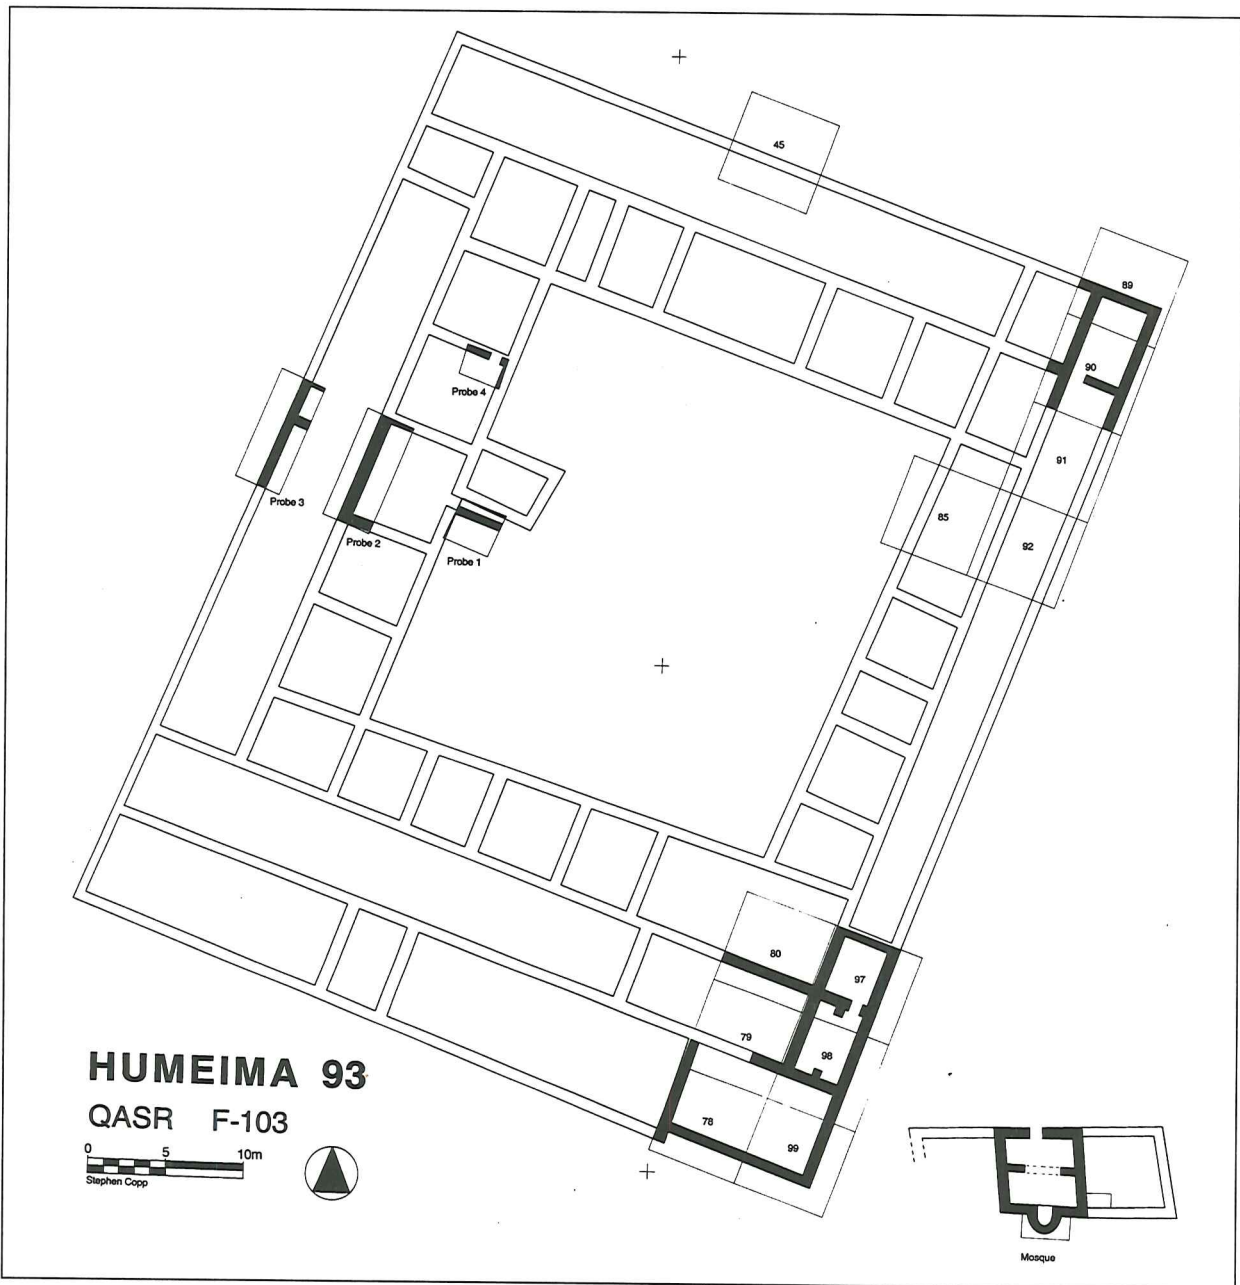 45
89
90
Probe 4
91
Probe 3
85
92
Probe 2
Probe 1
80
97
79
98
78
99
HUMEIMA 93
QASR F-103
0 5 10m
Stephen Copp
Mosque